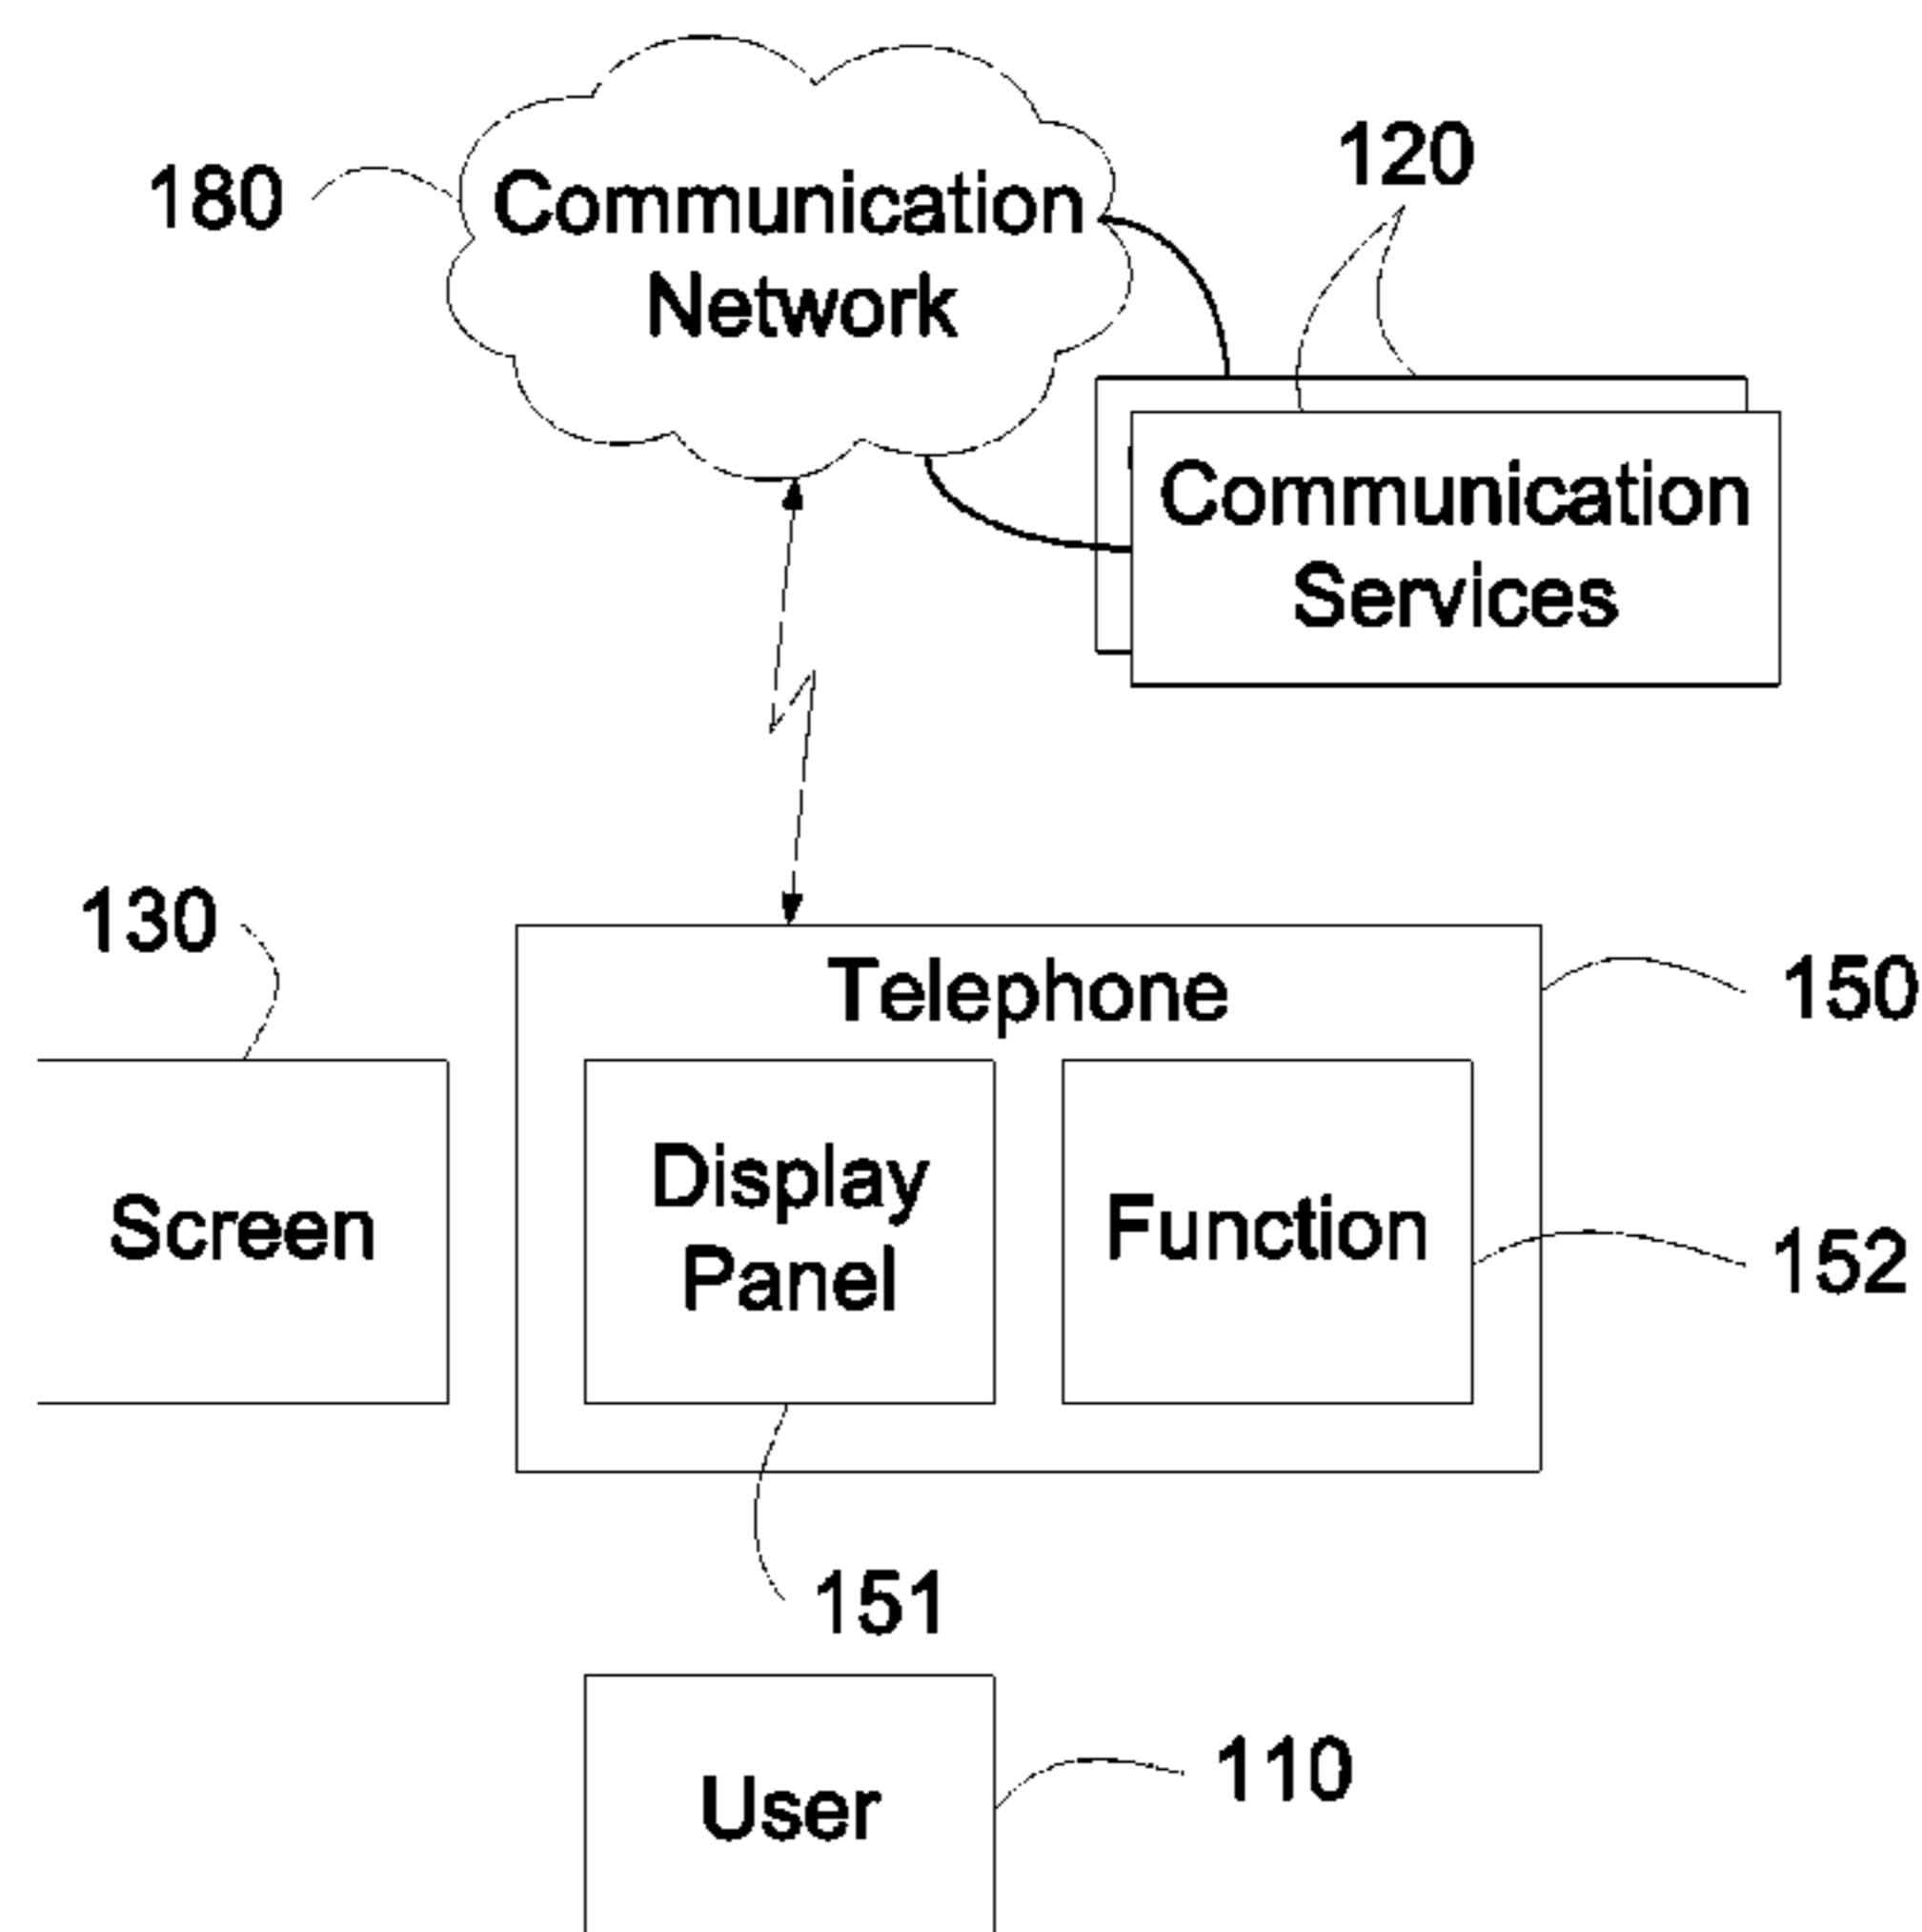 180
Communication
Network
120
Communication
Services
130
Telephone
150
Screen
Display
Panel
Function
152
151
User
110